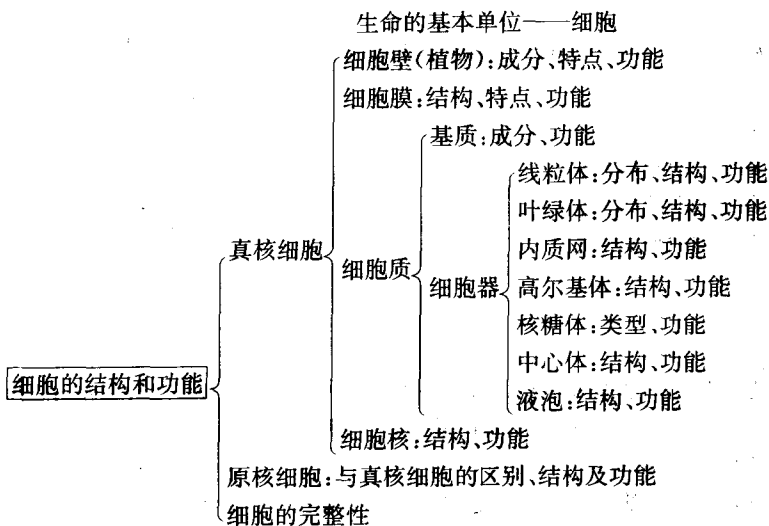 生命的基本单位——细胞
细胞壁(植物):成分、特点、功能
细胞膜:结构、特点、功能
基质:成分、功能
线粒体:分布、结构、功能
叶绿体:分布、结构、功能
真核细胞
内质网:结构、功能
细胞质
细胞器
高尔基体:结构、功能
核糖体:类型、功能
中心体:结构、功能
细胞的结构和功能
液泡:结构、功能
细胞核:结构、功能
原核细胞:与真核细胞的区别、结构及功能
细胞的完整性